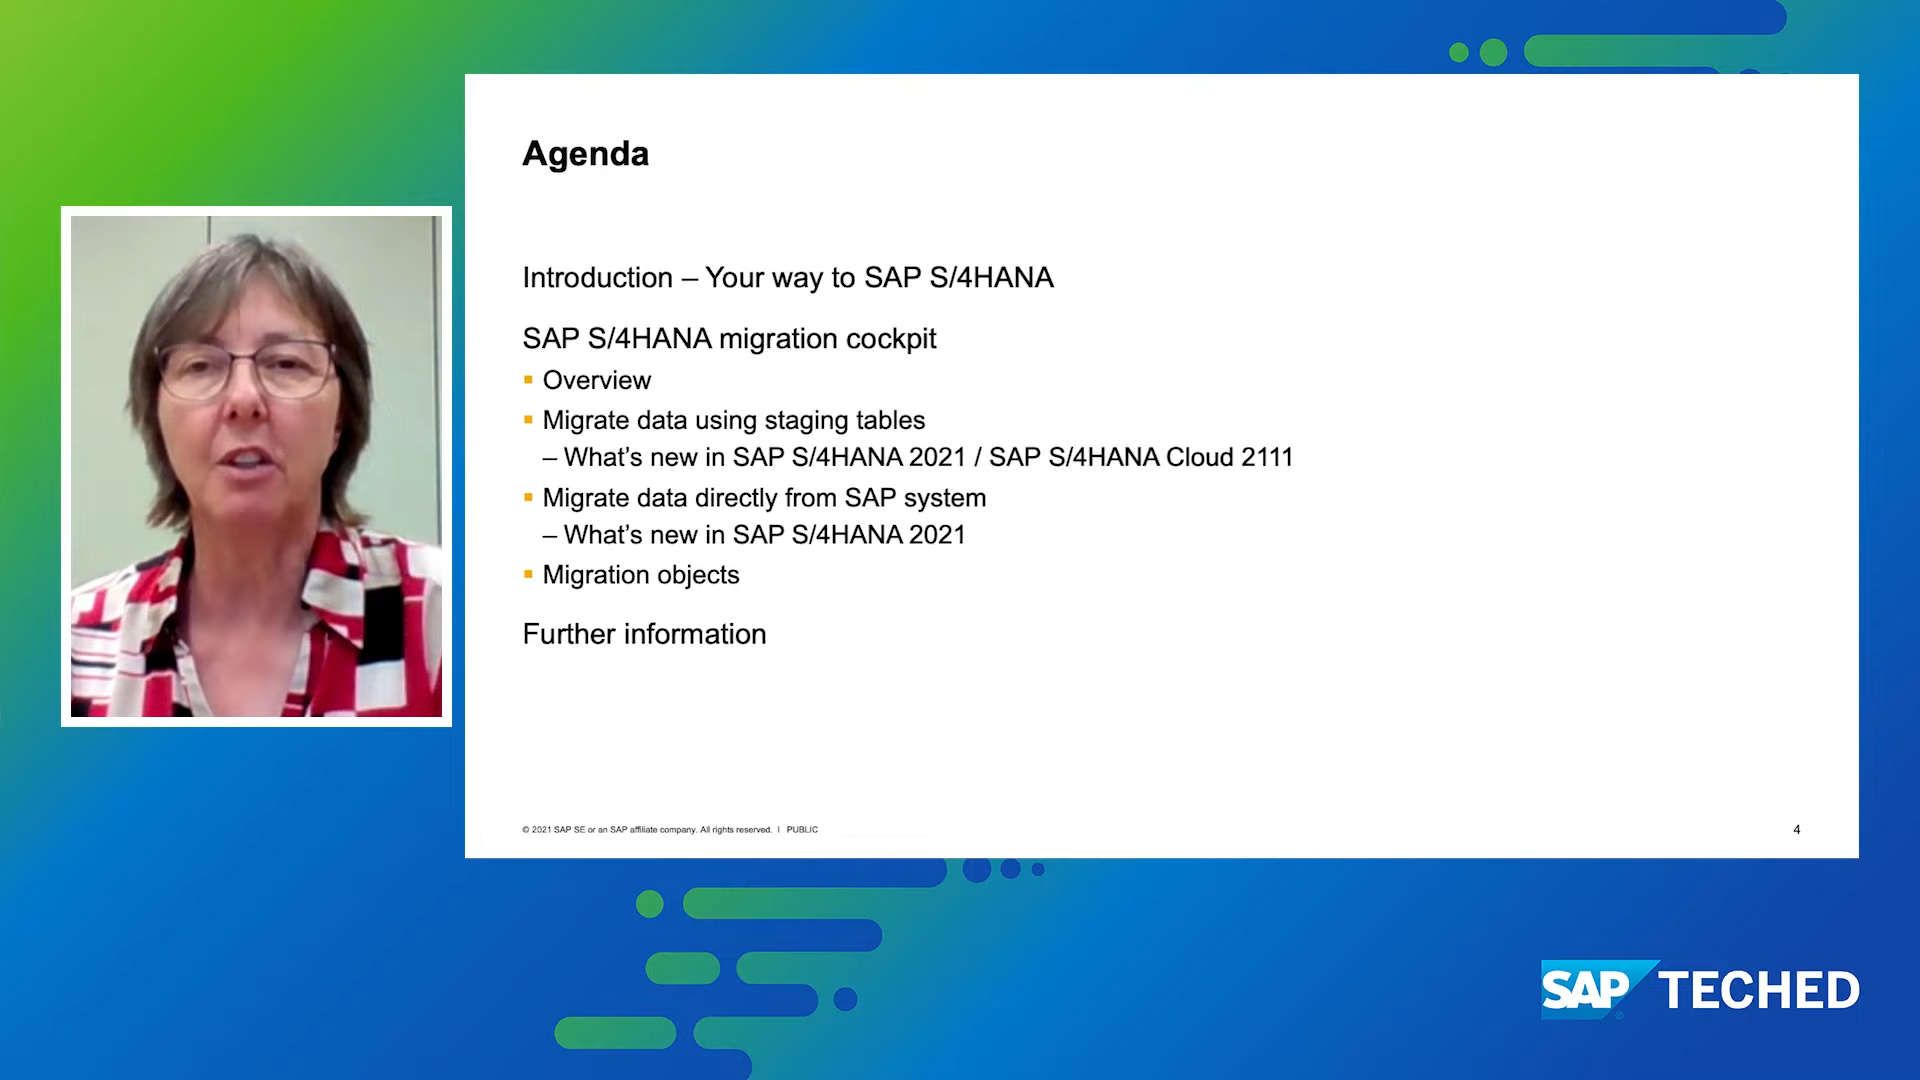 Agenda
Introduction – Your way to SAP S/4HANA
SAP S/4HANA migration cockpit
▪ Overview
▪ Migrate data using staging tables
– What’s new in SAP S/4HANA 2021 / SAP S/4HANA Cloud 2111
▪ Migrate data directly from SAP system
– What’s new in SAP S/4HANA 2021
▪ Migration objects
Further information
© 2021 SAP SE or an SAP affiliate company. All rights reserved. | PUBLIC
4
SAP® TECHED